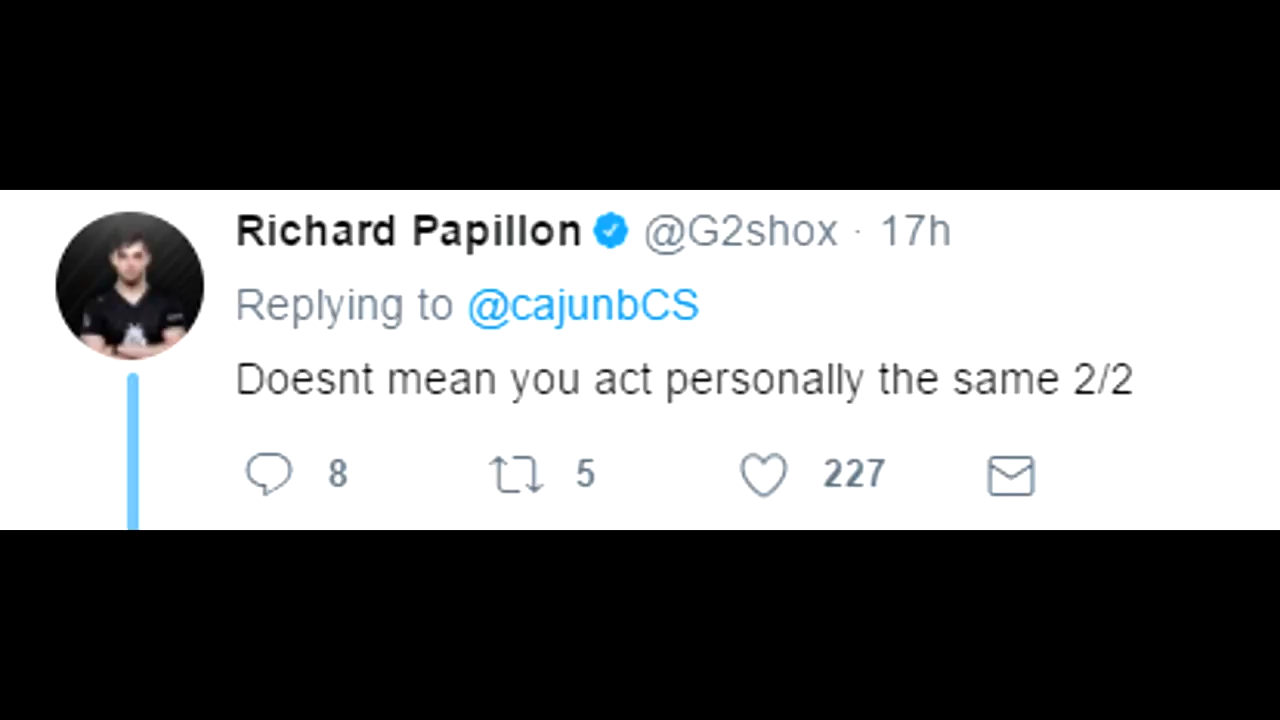 Richard Papillon @G2shox · 17h
Replying to @cajunbCS
Doesnt mean you act personally the same 2/2
8 5 227